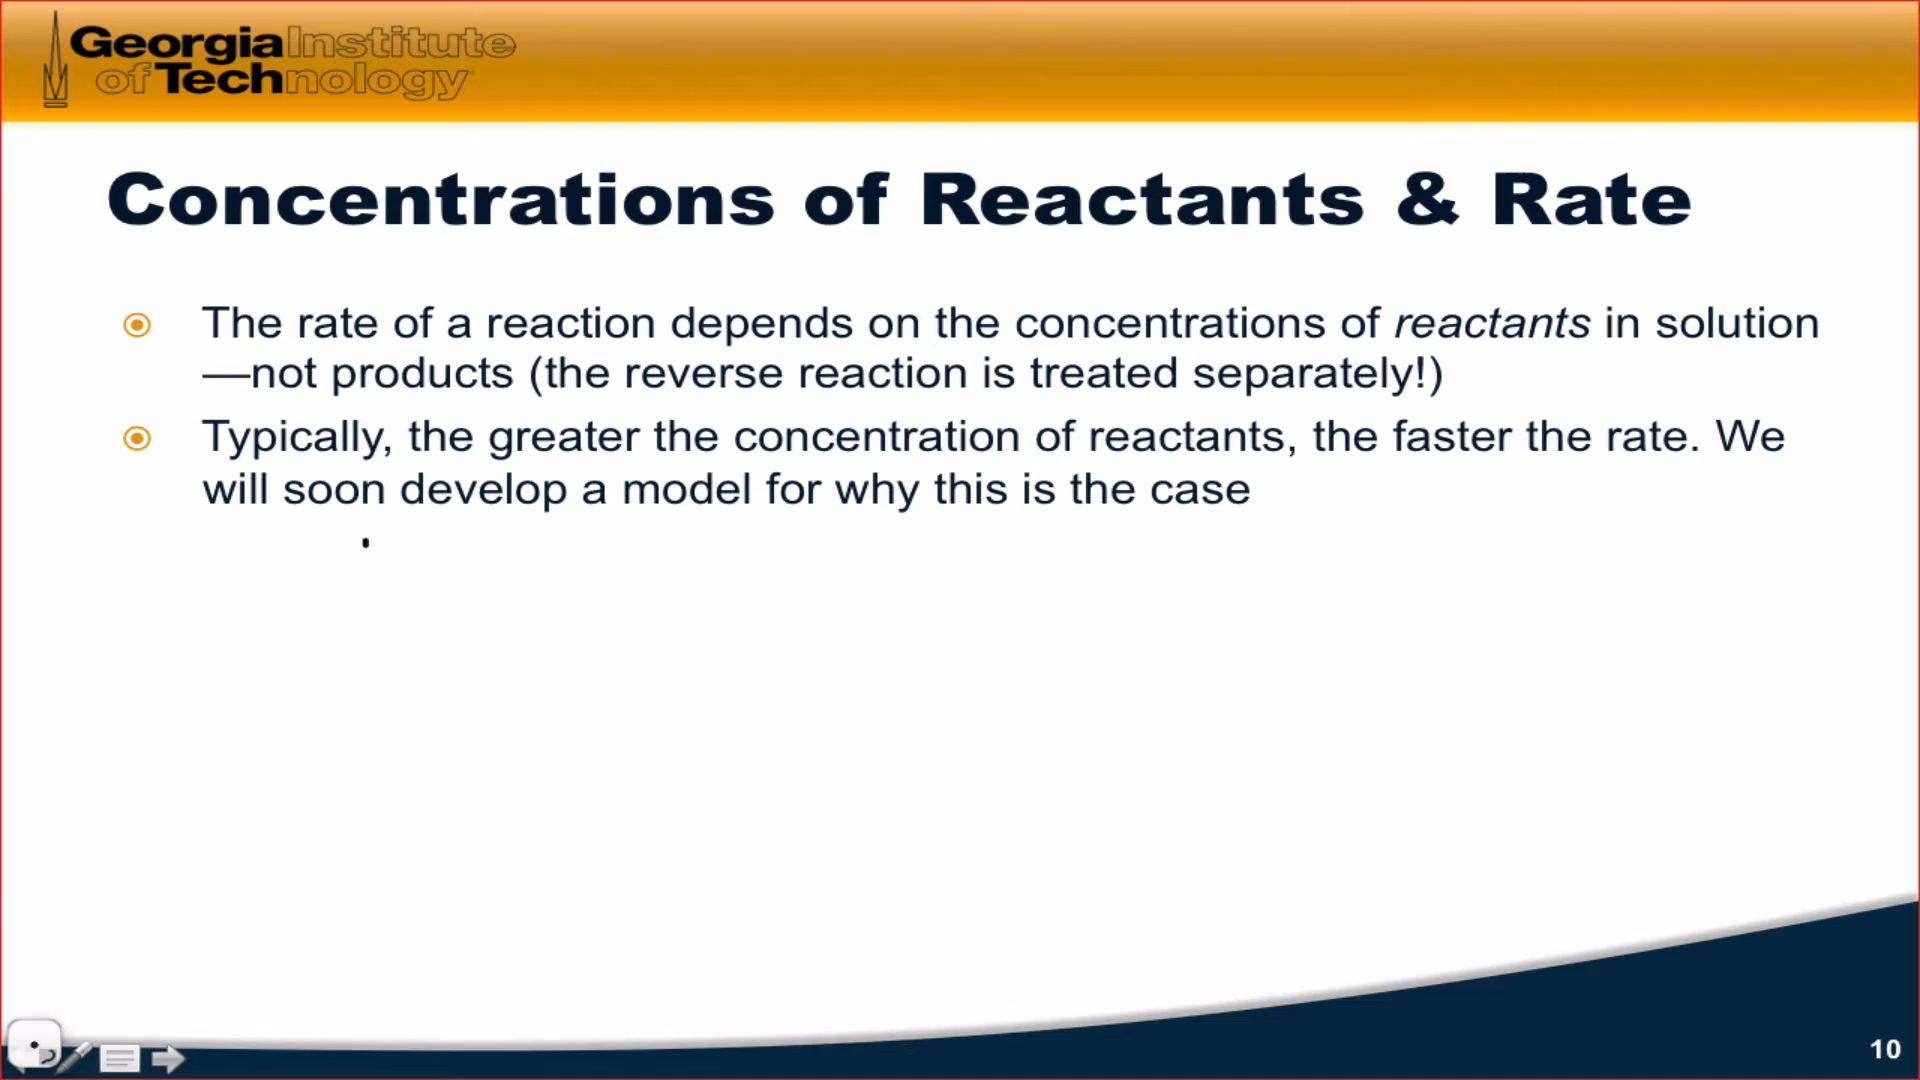 Georgia Institute
of Technology
Concentrations of Reactants & Rate
The rate of a reaction depends on the concentrations of reactants in solution
—not products (the reverse reaction is treated separately!)
Typically, the greater the concentration of reactants, the faster the rate. We
will soon develop a model for why this is the case
10